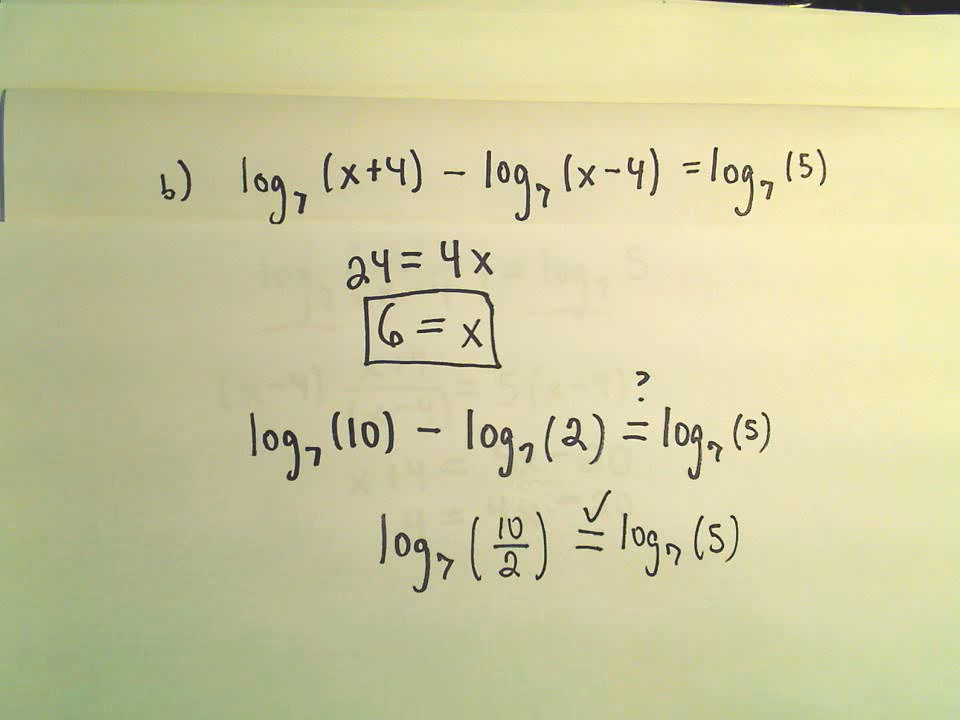 b) log₇ (x+4) − log₇ (x−4) = log₇ (5)
24 = 4x
6 = x
?
log₇ (10) − log₇ (2) = log₇ (5)
✓
log₇ (10/2) = log₇ (5)